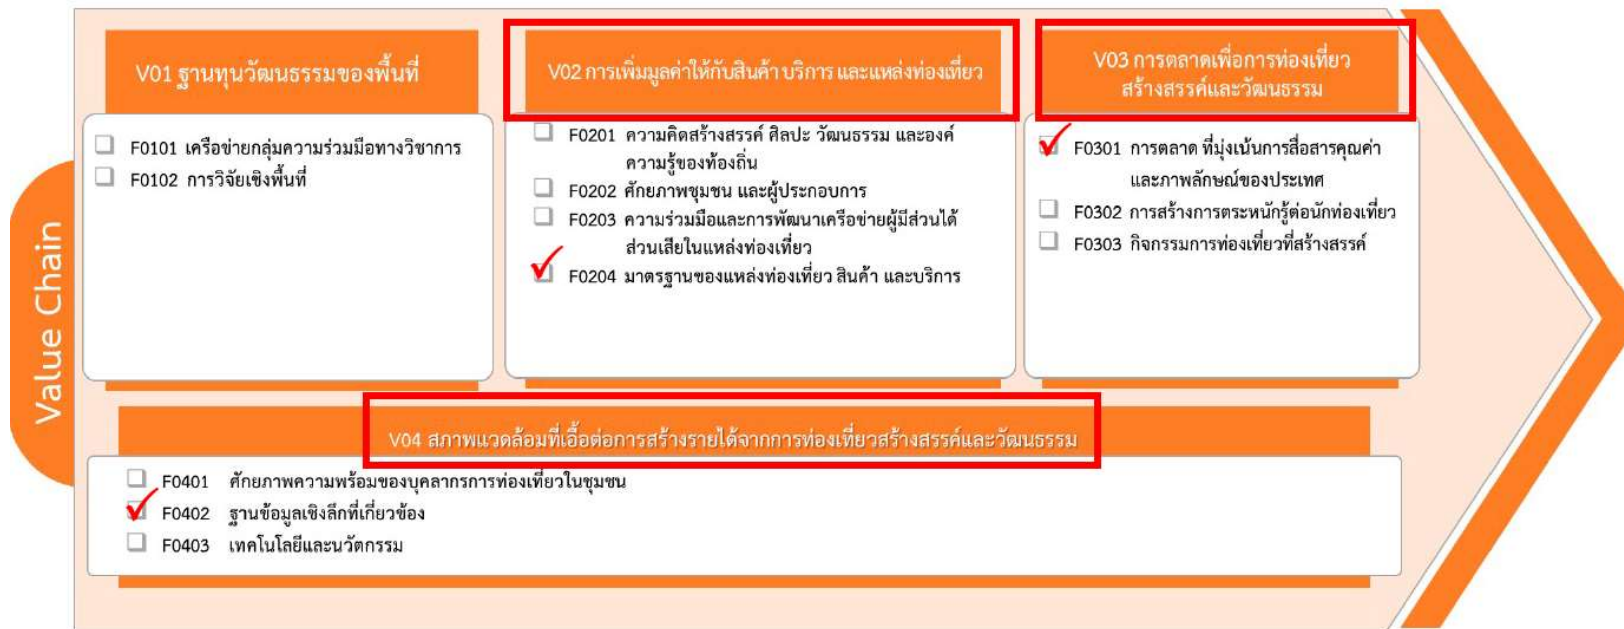 Value Chain
V01 ฐานทุนวัฒนธรรมของพื้นที่
F0101 เครือข่ายกลุ่มความร่วมมือทางวิชาการ
F0102 การวิจัยเชิงพื้นที่
V02 การเพิ่มมูลค่าให้กับสินค้า บริการ และแหล่งท่องเที่ยว
F0201 ความคิดสร้างสรรค์ ศิลปะ วัฒนธรรม และองค์
ความรู้ของท้องถิ่น
F0202 ศักยภาพชุมชน และผู้ประกอบการ
F0203 ความร่วมมือและการพัฒนาเครือข่ายผู้มีส่วนได้
ส่วนเสียในแหล่งท่องเที่ยว
F0204 มาตรฐานของแหล่งท่องเที่ยว สินค้า และบริการ
V03 การตลาดเพื่อการท่องเที่ยว
สร้างสรรค์และวัฒนธรรม
F0301 การตลาด ที่มุ่งเน้นการสื่อสารคุณค่า
และภาพลักษณ์ของประเทศ
F0302 การสร้างการตระหนักรู้ต่อนักท่องเที่ยว
F0303 กิจกรรมการท่องเที่ยวที่สร้างสรรค์
V04 สภาพแวดล้อมที่เอื้อต่อการสร้างรายได้จากการท่องเที่ยวสร้างสรรค์และวัฒนธรรม
F0401 ศักยภาพความพร้อมของบุคลากรการท่องเที่ยวในชุมชน
F0402 ฐานข้อมูลเชิงลึกที่เกี่ยวข้อง
F0403 เทคโนโลยีและนวัตกรรม